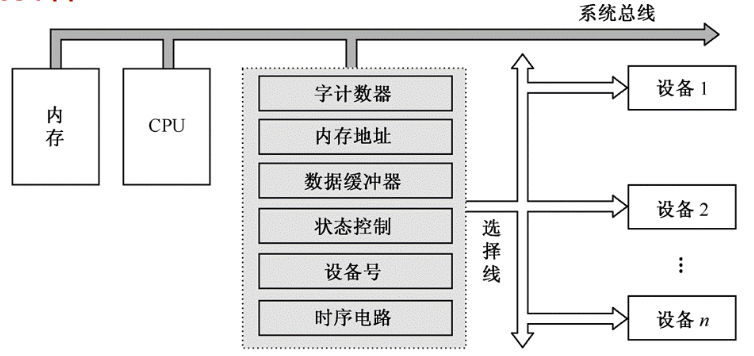 系统总线
内存
CPU
字计数器
内存地址
数据缓冲器
状态控制
设备号
时序电路
选择线
设备 1
设备 2
⋮
设备 n